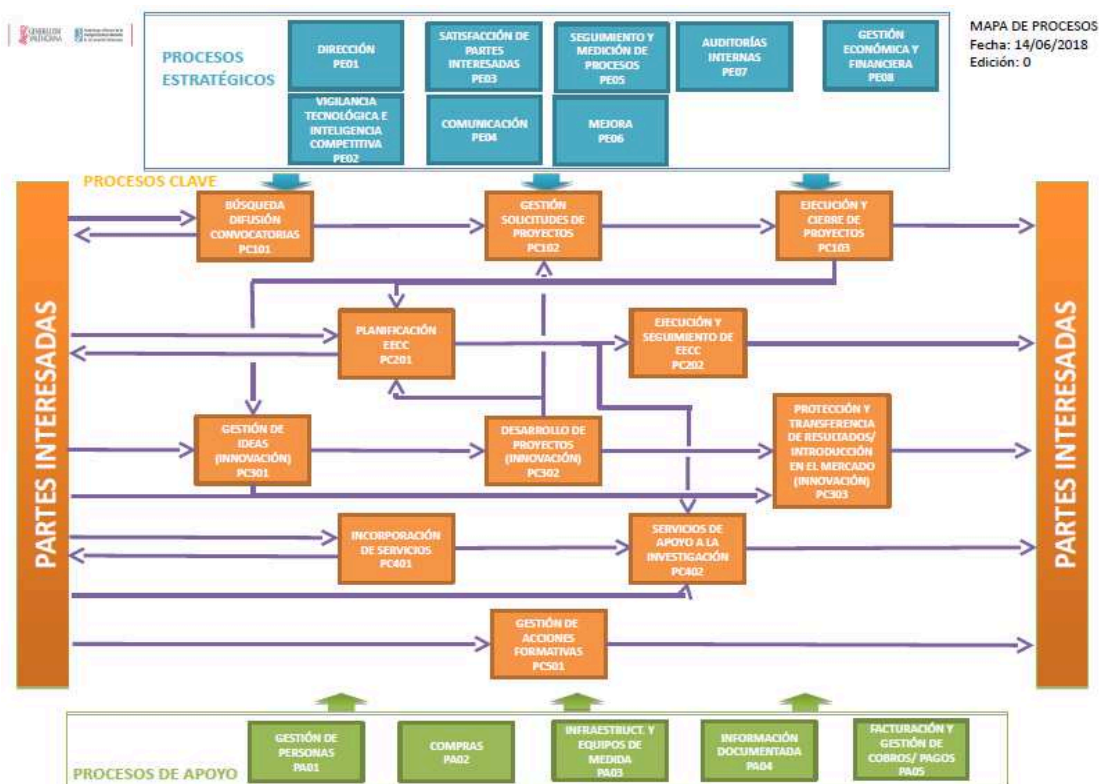 GENERALITAT
VALENCIANA
MAPA DE PROCESOS
Fecha: 14/06/2018
Edición: 0
PROCESOS
ESTRATÉGICOS
DIRECCIÓN
PE01
SATISFACCIÓN DE
PARTES
INTERESADAS
PE03
SEGUIMIENTO Y
MEDICIÓN DE
PROCESOS
PE05
AUDITORÍAS
INTERNAS
PE07
GESTIÓN
ECONÓMICA Y
FINANCIERA
PE08
VIGILANCIA
TECNOLÓGICA E
INTELIGENCIA
COMPETITIVA
PE02
COMUNICACIÓN
PE04
MEJORA
PE06
PROCESOS CLAVE
PARTES INTERESADAS
BÚSQUEDA
DIFUSIÓN
CONVOCATORIAS
PC101
GESTIÓN
SOLICITUDES DE
PROYECTOS
PC102
EJECUCIÓN Y
CIERRE DE
PROYECTOS
PC103
PLANIFICACIÓN
EECC
PC201
EJECUCIÓN Y
SEGUIMIENTO DE
EECC
PC202
GESTIÓN DE
IDEAS
(INNOVACIÓN)
PC301
DESARROLLO DE
PROYECTOS
(INNOVACIÓN)
PC302
PROTECCIÓN Y
TRANSFERENCIA
DE RESULTADOS/
INTRODUCCIÓN
EN EL MERCADO
(INNOVACIÓN)
PC303
INCORPORACIÓN
DE SERVICIOS
PC401
SERVICIOS DE
APOYO A LA
INVESTIGACIÓN
PC402
GESTIÓN DE
ACCIONES
FORMATIVAS
PC501
PARTES INTERESADAS
PROCESOS DE APOYO
GESTIÓN DE
PERSONAS
PA01
COMPRAS
PA02
INFRAESTRUCT. Y
EQUIPOS DE
MEDIDA
PA03
INFORMACIÓN
DOCUMENTADA
PA04
FACTURACIÓN Y
GESTIÓN DE
COBROS/ PAGOS
PA05